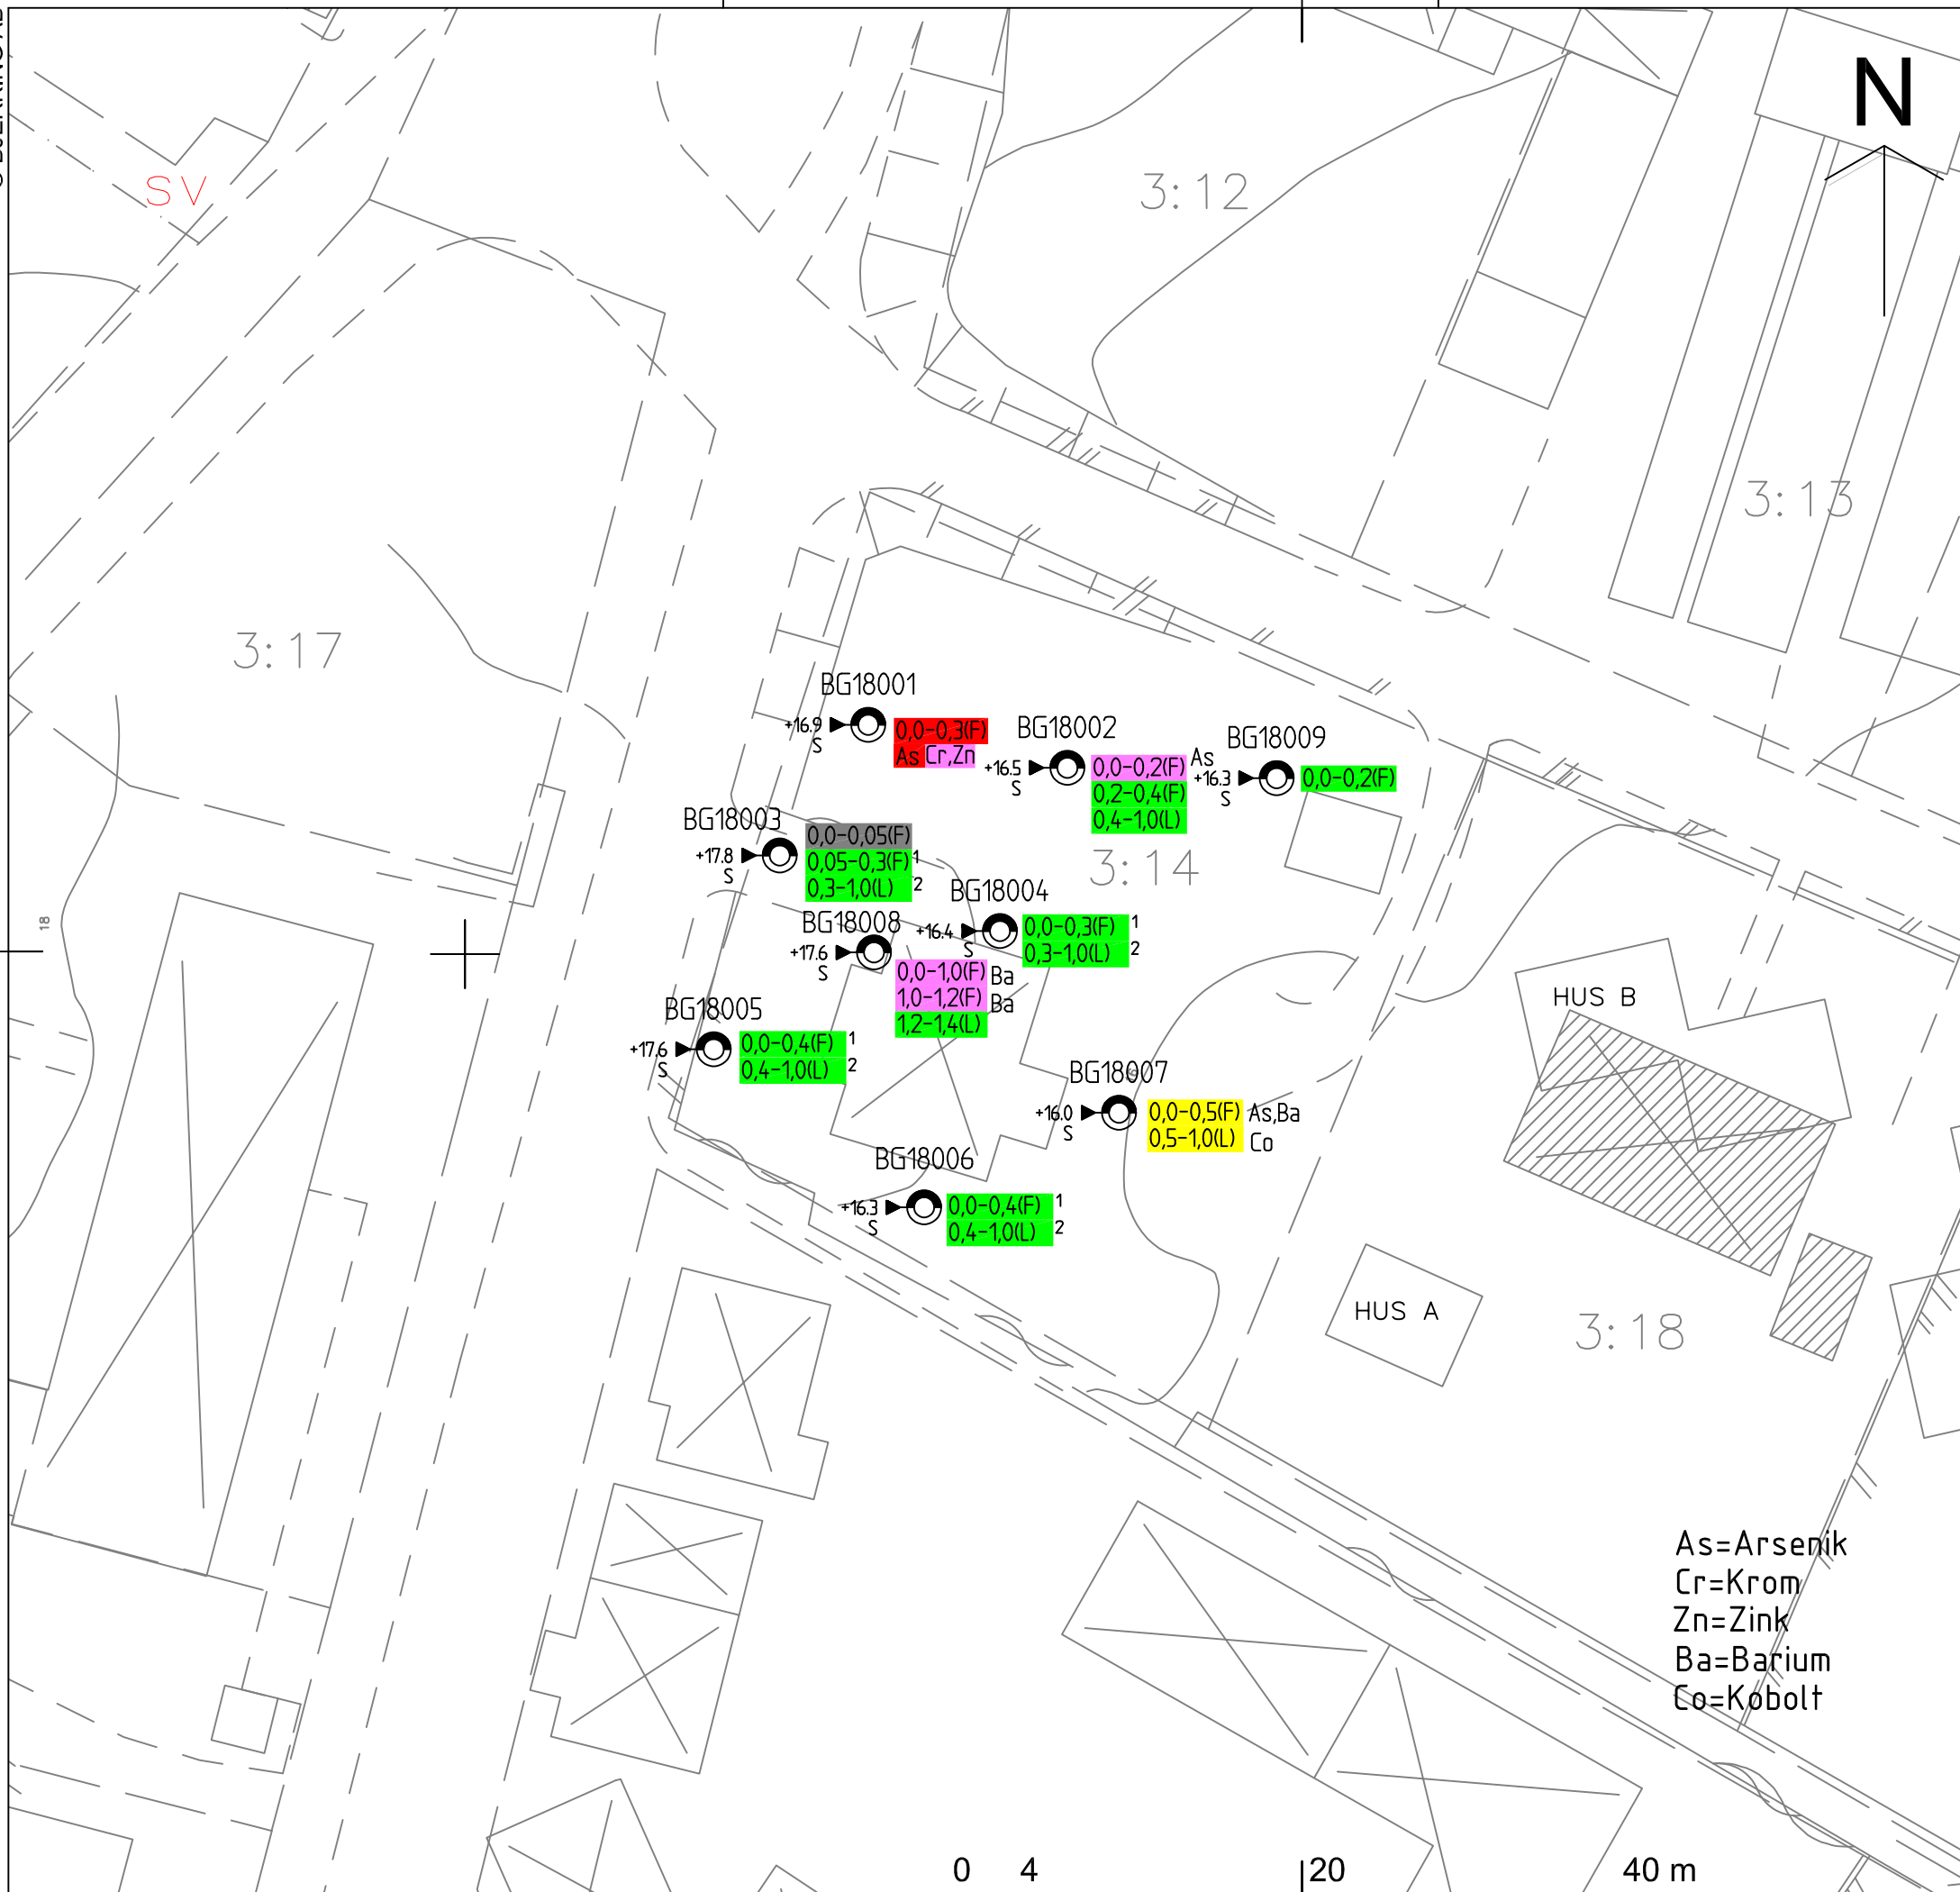 N
SV
3:12
3:13
3:17
BG18001
+16.9
S
0,0-0,3(F)
As Cr,Zn
BG18002
+16.5
S
0,0-0,2(F) As
0,2-0,4(F)
0,4-1,0(L)
BG18009
+16.3
S
0,0-0,2(F)
BG18003
+17.8
S
0,0-0,05(F)
0,05-0,3(F) 1
0,3-1,0(L) 2
3:14
BG18004
+16.4
S
0,0-0,3(F) 1
0,3-1,0(L) 2
BG18008
+17.6
S
0,0-1,0(F) Ba
1,0-1,2(F) Ba
1,2-1,4(L)
18
BG18005
+17.6
S
0,0-0,4(F) 1
0,4-1,0(L) 2
HUS B
BG18007
+16.0
S
0,0-0,5(F) As,Ba
0,5-1,0(L) Co
BG18006
+16.3
S
0,0-0,4(F) 1
0,4-1,0(L) 2
HUS A
3:18
As=Arsenik
Cr=Krom
Zn=Zink
Ba=Barium
Co=Kobolt
0 4 20 40 m